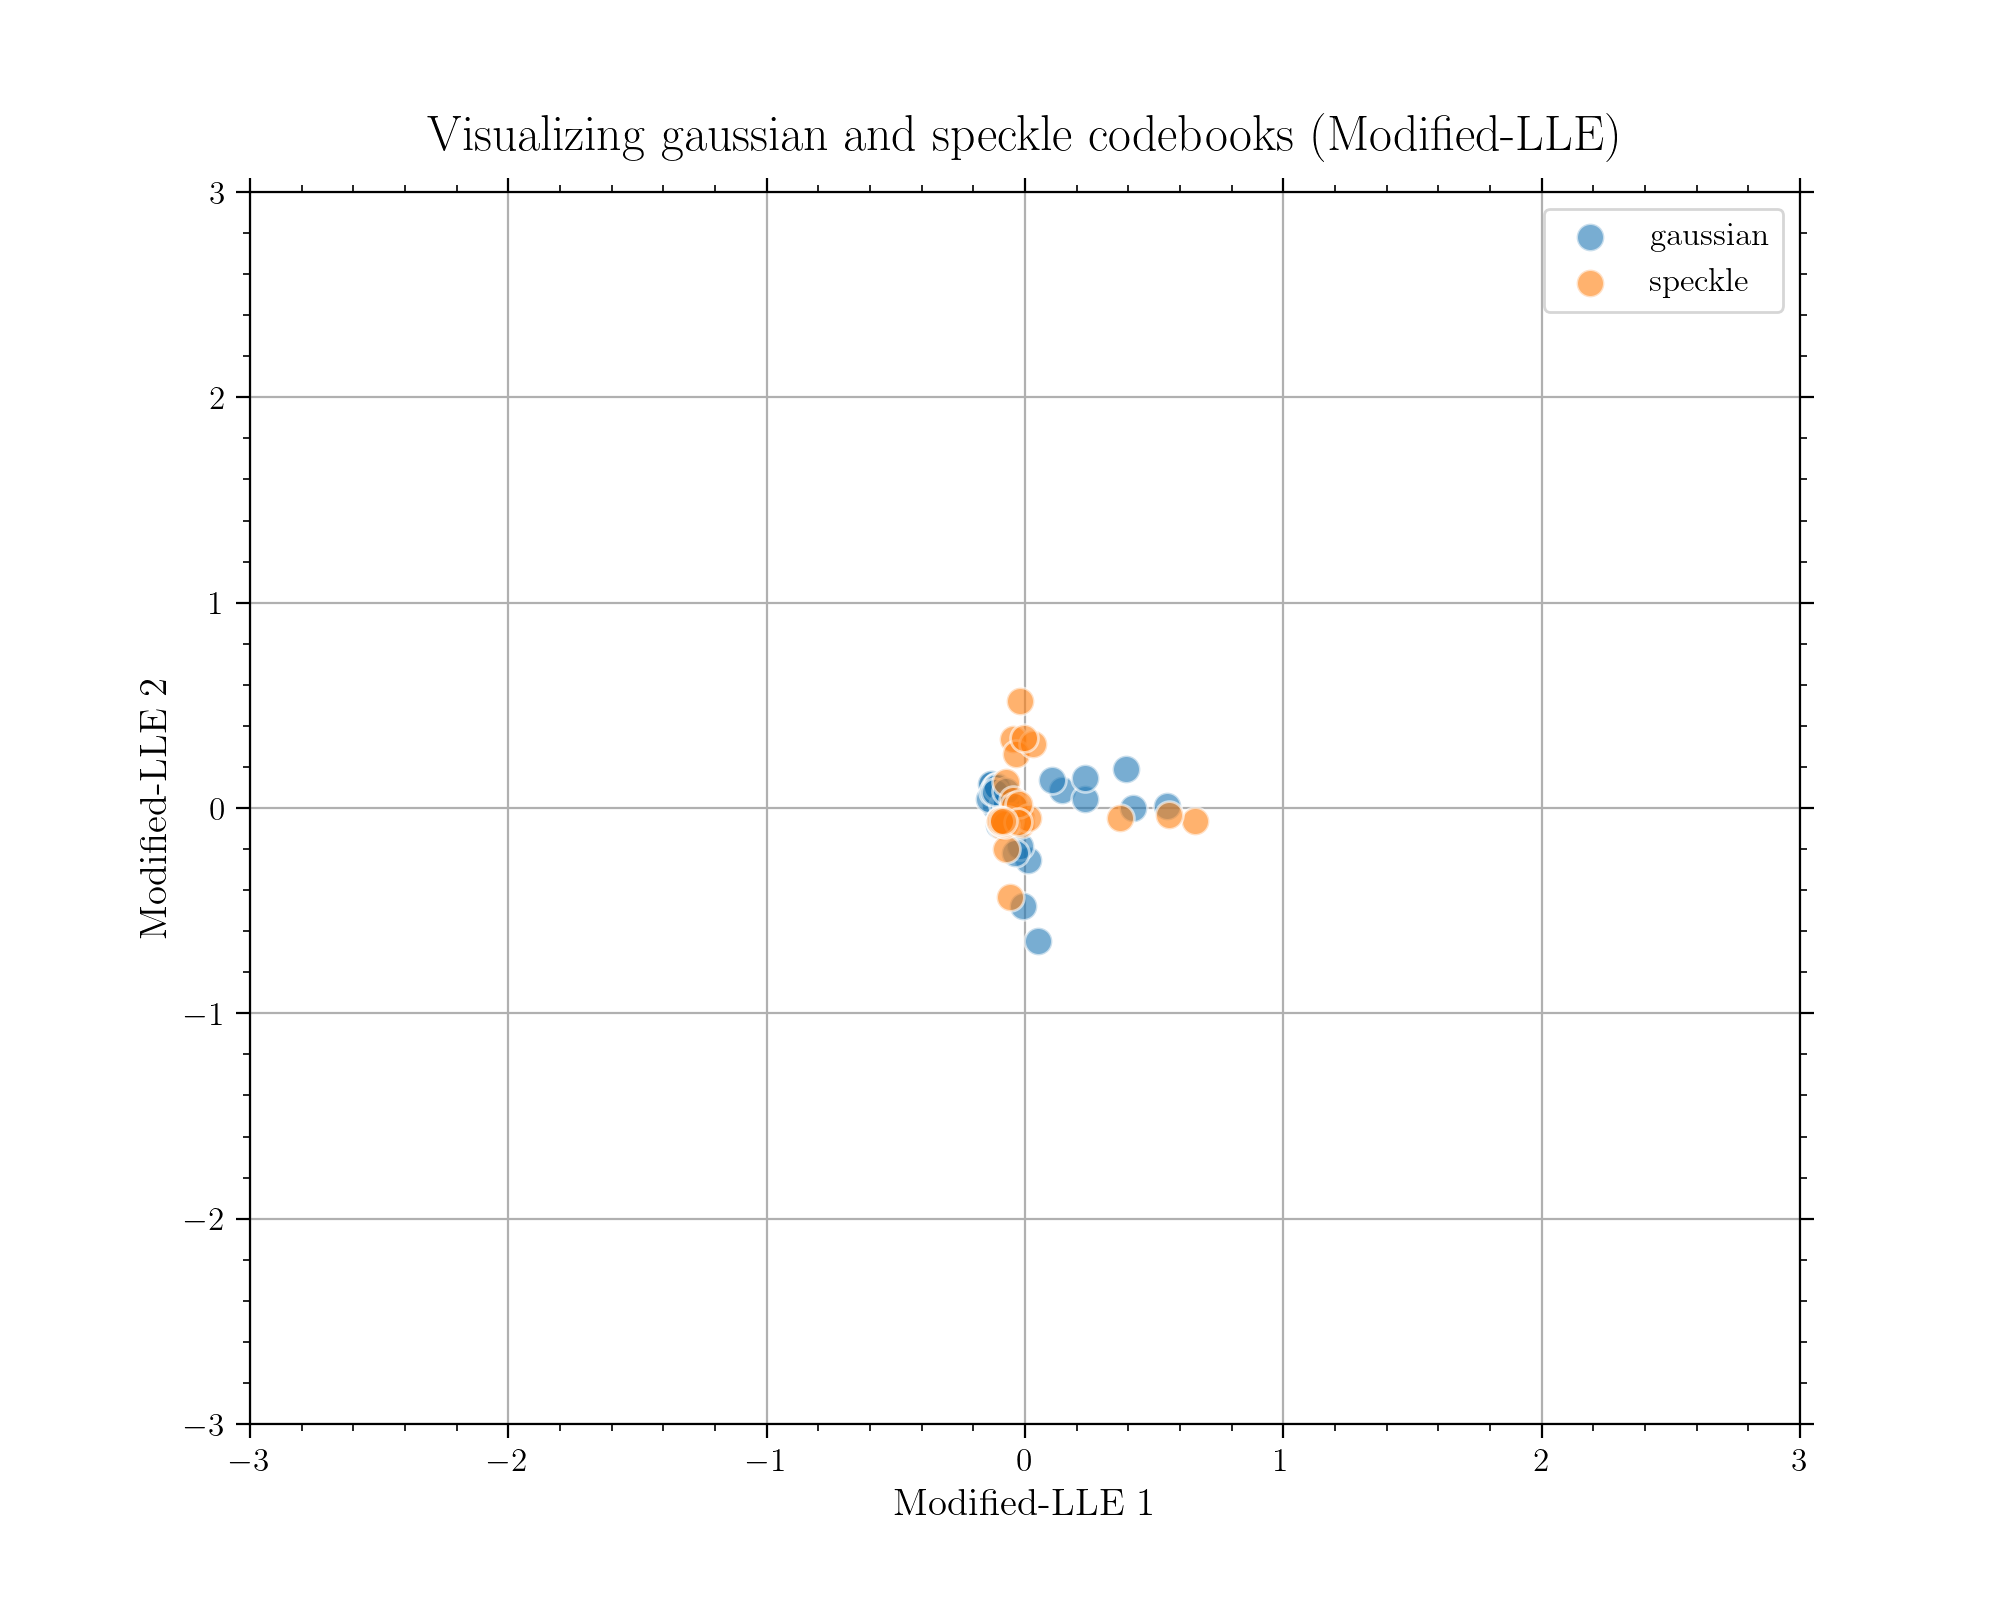 Visualizing gaussian and speckle codebooks (Modified-LLE)
gaussian
speckle
3
2
1
0
−1
−2
−3
Modified-LLE 2
−3
−2
−1
0
1
2
3
Modified-LLE 1